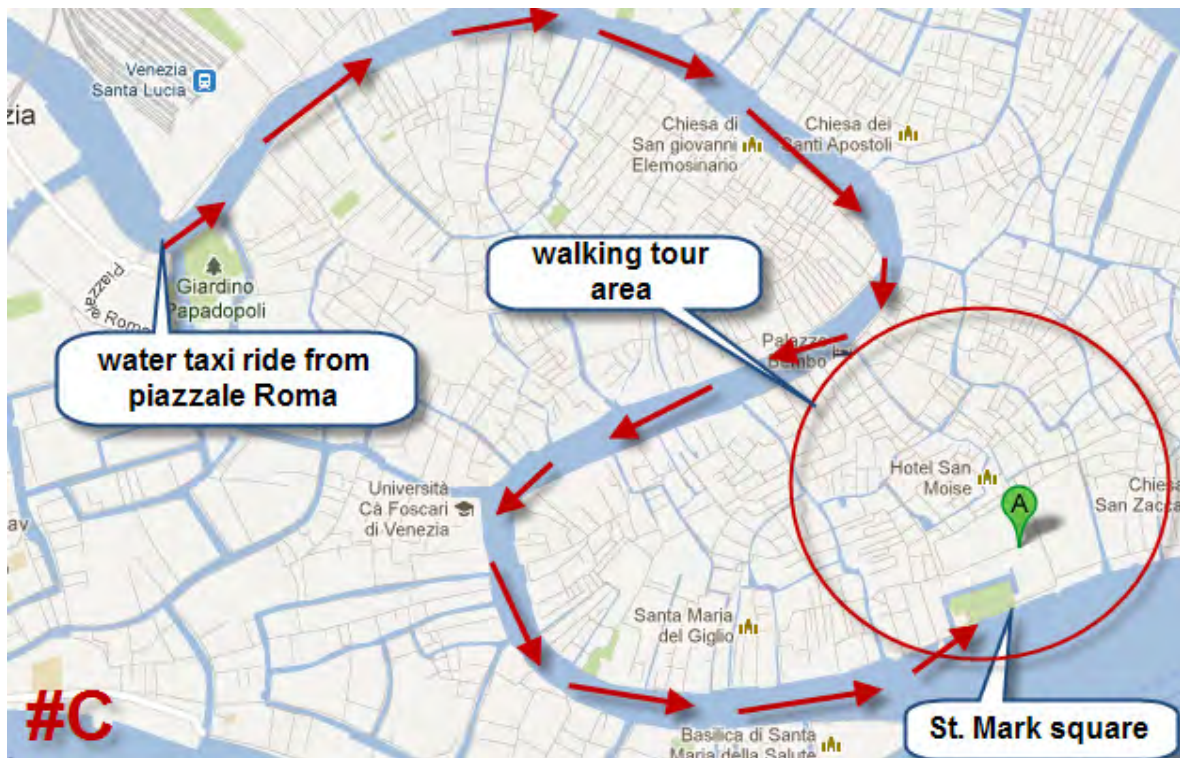 Venezia
Santa Lucia
zia
Chiesa di
San giovanni
Elemosinario
Chiesa dei
Santi Apostoli
walking tour
area
Piazzale Roma
Giardino
Papadopoli
water taxi ride from
piazzale Roma
Palazzo
Bembo
Hotel San
Moise
A
Chiesa
San Zacca
Università
Cà Foscari
di Venezia
av
Santa Maria
del Giglio
#C
Basilica di Santa
Maria della Salute
St. Mark square